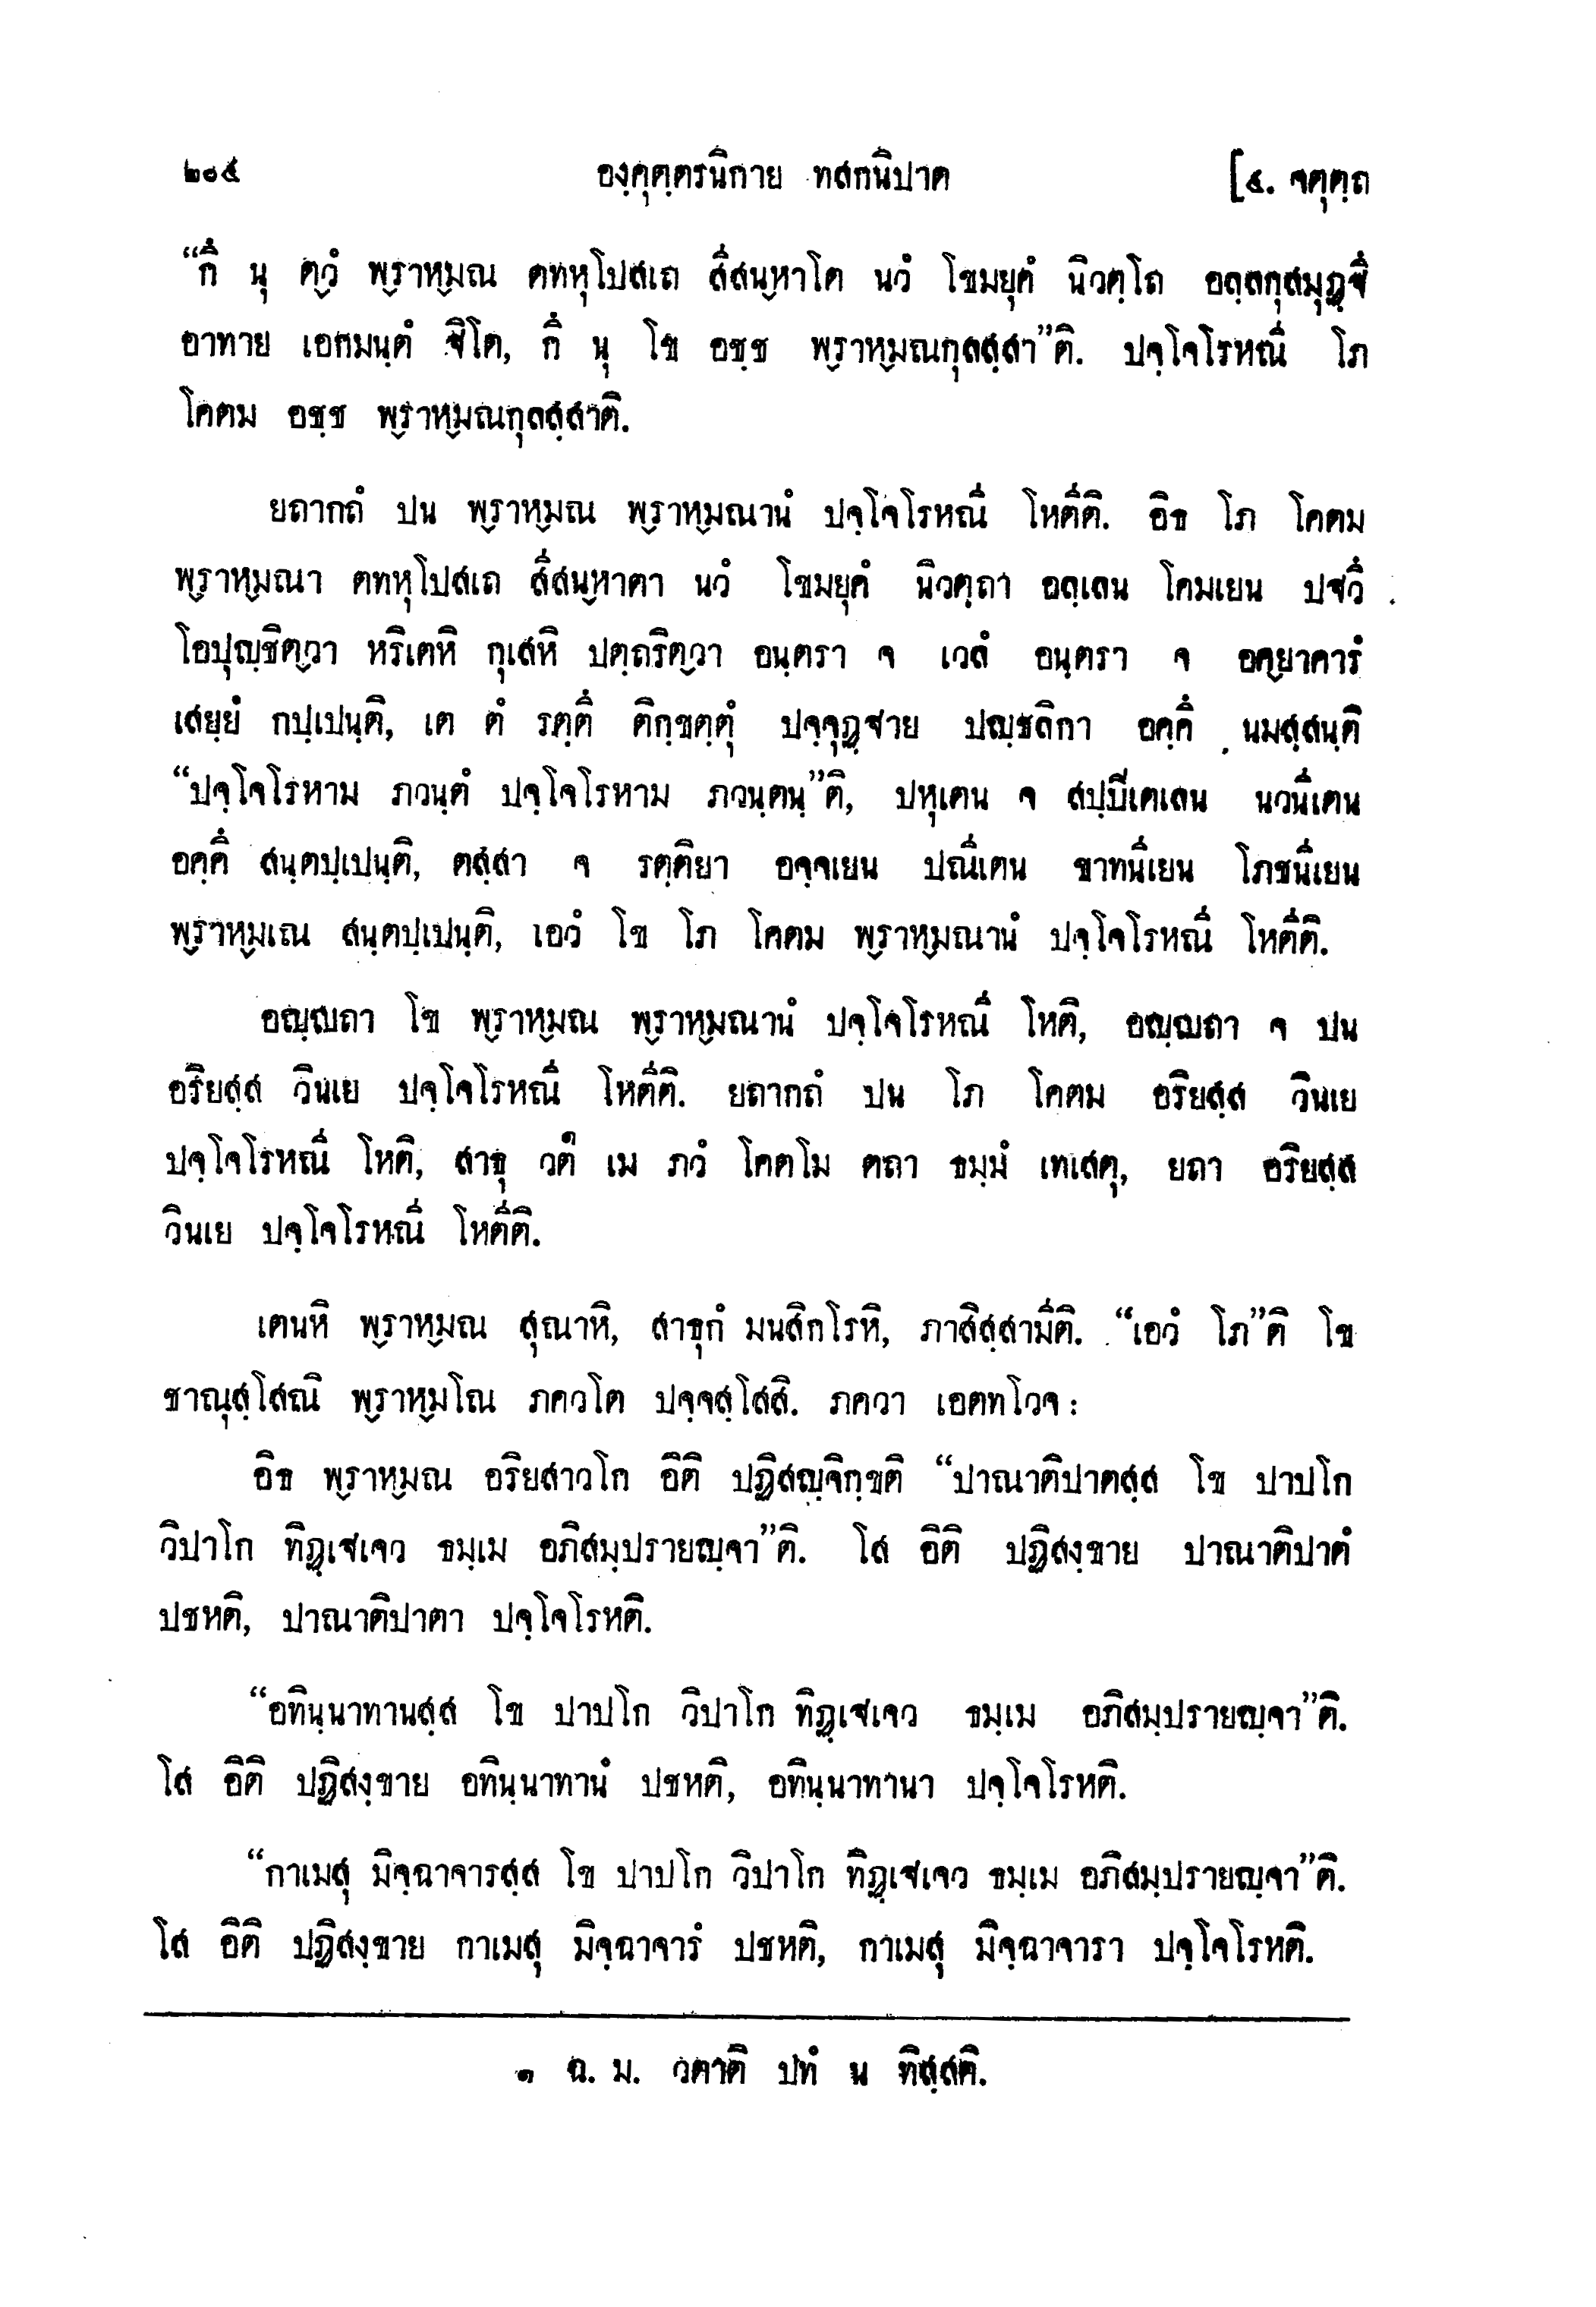 ๒๘๕ องฺคุตฺตรนิกาย ทสกนิปาต [๔. จตุตฺถ
“กึ นุ ตฺวํ พฺราหฺมณ ตทหุโปสเถ สีสนฺหาโต นวํ โขมยุคํ นิวตฺโถ อลฺลกุสมุฏฺฐึ
อาทาย เอกมนฺตํ ฐิโต, กึ นุ โข อชฺช พฺราหฺมณกุลสฺสา”ติ. ปจฺโจโรหณี โภ
โคตม อชฺช พฺราหฺมณกุลสฺสาติ.
ยถากถํ ปน พฺราหฺมณ พฺราหฺมณานํ ปจฺโจโรหณี โหตีติ. อิธ โภ โคตม
พฺราหฺมณา ตทหุโปสเถ สีสนฺหาตา นวํ โขมยุคํ นิวตฺถา อลฺเลน โคมเยน ปฐวึ
โอปุญฺชิตฺวา หริเตหิ กุเสหิ ปตฺถริตฺวา อนฺตรา จ เวลํ อนฺตรา จ อคฺยาคารํ
เสยฺยํ กปฺเปนฺติ, เต ตํ รตฺตึ ติกฺขตฺตุํ ปจฺจุฏฺฐาย ปญฺชลิกา อคฺคึ นมสฺสนฺติ
“ปจฺโจโรหาม ภวนฺตํ ปจฺโจโรหาม ภวนฺตนฺ”ติ, ปหุเตน จ สปฺปีเตเลน นวนีเตน
อคฺคึ สนฺตปฺเปนฺติ, ตสฺสา จ รตฺติยา อจฺจเยน ปณีเตน ขาทนีเยน โภชนีเยน
พฺราหฺมเณ สนฺตปฺเปนฺติ, เอวํ โข โภ โคตม พฺราหฺมณานํ ปจฺโจโรหณี โหตีติ.
อญฺญถา โข พฺราหฺมณ พฺราหฺมณานํ ปจฺโจโรหณี โหติ, อญฺญถา จ ปน
อริยสฺส วินเย ปจฺโจโรหณี โหตีติ. ยถากถํ ปน โภ โคตม อริยสฺส วินเย
ปจฺโจโรหณี โหติ, สาธุ วต๑ เม ภวํ โคตโม ตถา ธมฺมํ เทเสตุ, ยถา อริยสฺส
วินเย ปจฺโจโรหณี โหตีติ.
เตนหิ พฺราหฺมณ สุณาหิ, สาธุกํ มนสิกโรหิ, ภาสิสฺสามีติ. “เอวํ โภ”ติ โข
ชาณุสฺโสณิ พฺราหฺมโณ ภควโต ปจฺจสฺโสสิ. ภควา เอตทโวจ :
อิธ พฺราหฺมณ อริยสาวโก อิติ ปฏิสญฺจิกฺขติ “ปาณาติปาตสฺส โข ปาปโก
วิปาโก ทิฏฺเฐเจว ธมฺเม อภิสมฺปรายญฺจา”ติ. โส อิติ ปฏิสงฺขาย ปาณาติปาตํ
ปชหติ, ปาณาติปาตา ปจฺโจโรหติ.
“อทินฺนาทานสฺส โข ปาปโก วิปาโก ทิฏฺเฐเจว ธมฺเม อภิสมฺปรายญฺจา”ติ.
โส อิติ ปฏิสงฺขาย อทินฺนาทานํ ปชหติ, อทินฺนาทานา ปจฺโจโรหติ.
“กาเมสุ มิจฺฉาจารสฺส โข ปาปโก วิปาโก ทิฏฺเฐเจว ธมฺเม อภิสมฺปรายญฺจา”ติ.
โส อิติ ปฏิสงฺขาย กาเมสุ มิจฺฉาจารํ ปชหติ, กาเมสุ มิจฺฉาจารา ปจฺโจโรหติ.
๑ ฉ. ม. วตาติ ปทํ น ทิสฺสติ.